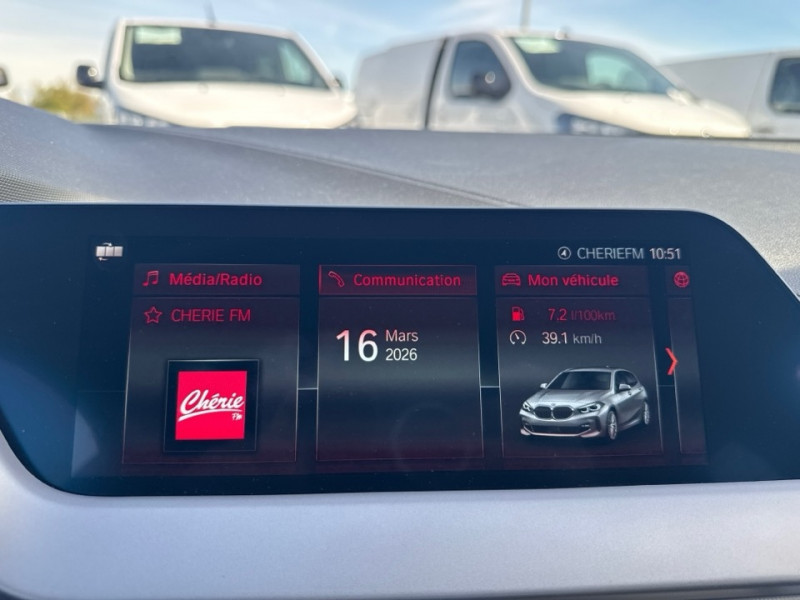 CHERIEFM 10:51
Média/Radio
CHERIE FM
Chérie
FM
Communication
16 Mars
2026
Mon véhicule
7.2 l/100km
39.1 km/h